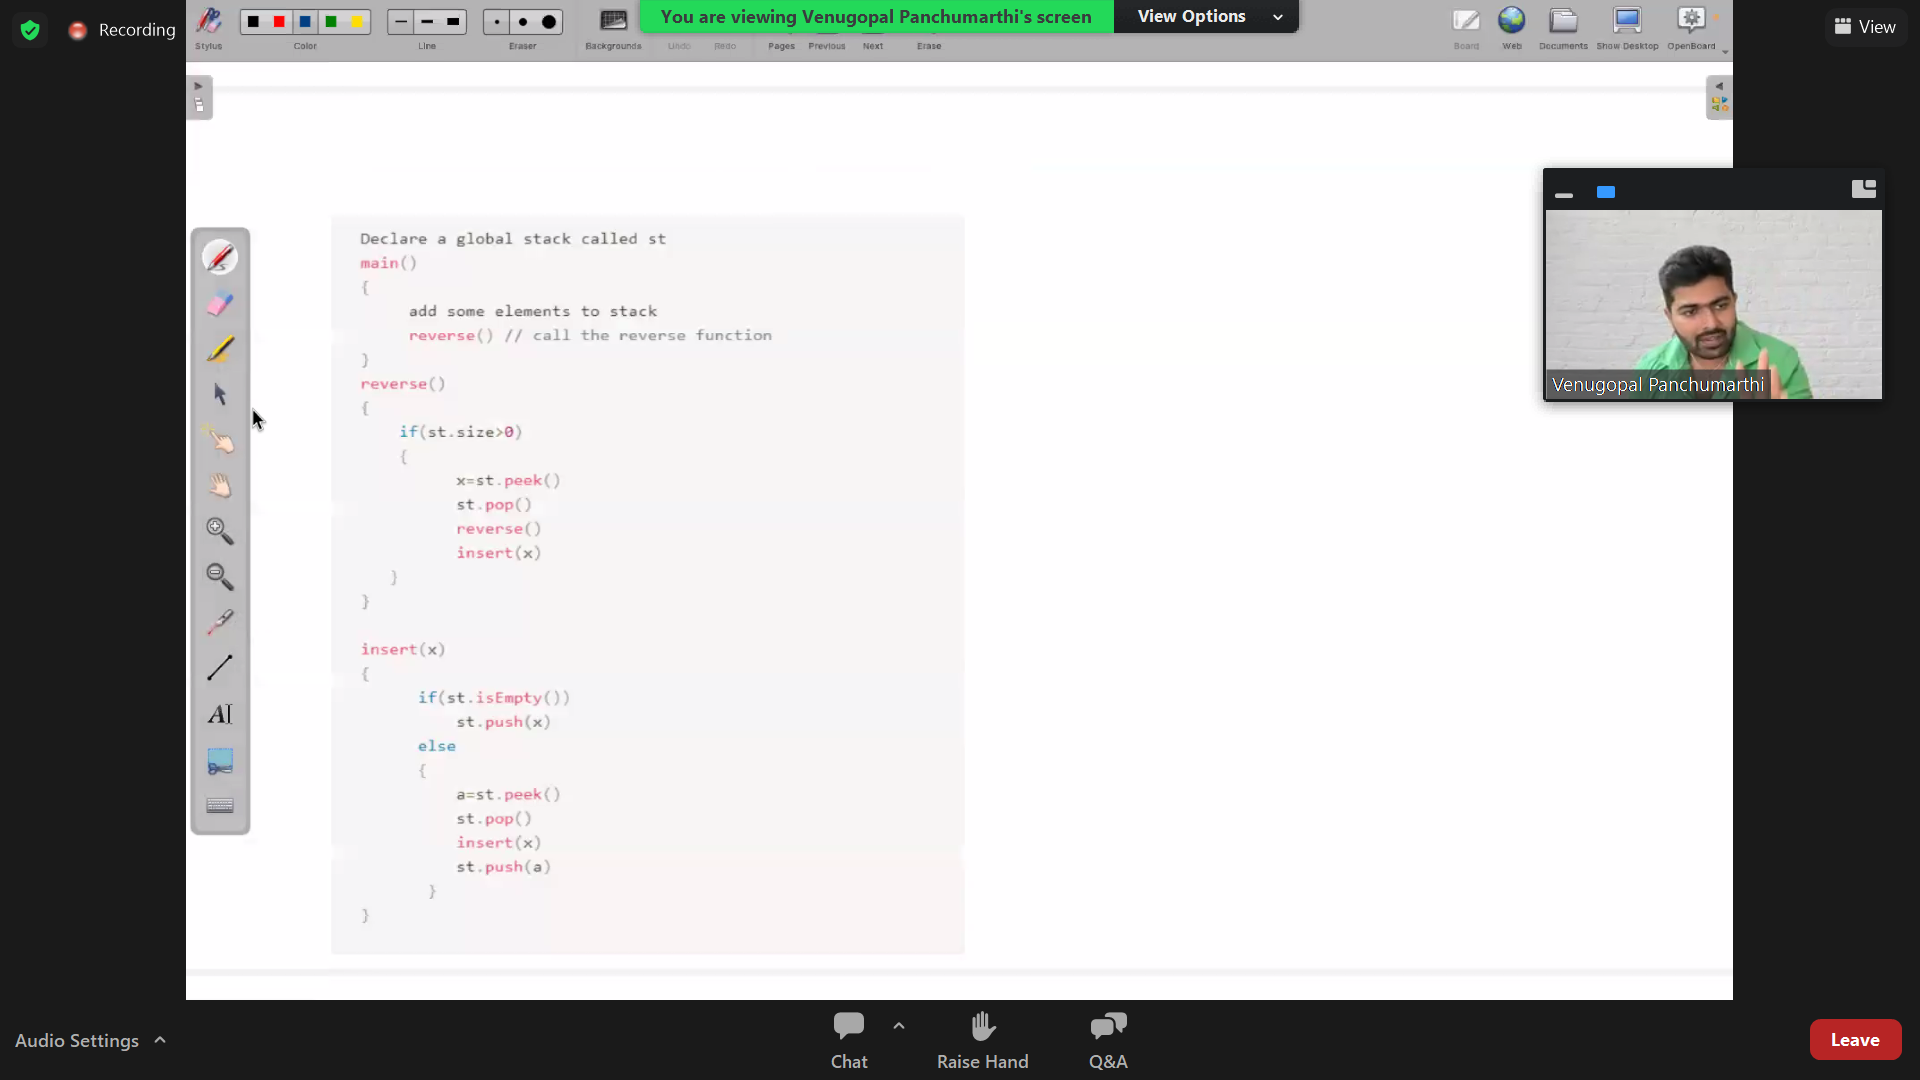 Recording
You are viewing Venugopal Panchumarthi's screen
View Options
View
Stylus
Color
Line
Eraser
Backgrounds
Undo
Redo
Pages
Previous
Next
Erase
Board
Web
Documents
Show Desktop
OpenBoard
Declare a global stack called st
main()
{
add some elements to stack
reverse() // call the reverse function
}
reverse()
{
if(st.size>0)
{
x=st.peek()
st.pop()
reverse()
insert(x)
}
}
insert(x)
{
if(st.isEmpty())
st.push(x)
else
{
a=st.peek()
st.pop()
insert(x)
st.push(a)
}
}
AI
Venugopal Panchumarthi
Audio Settings
Chat
Raise Hand
Q&A
Leave